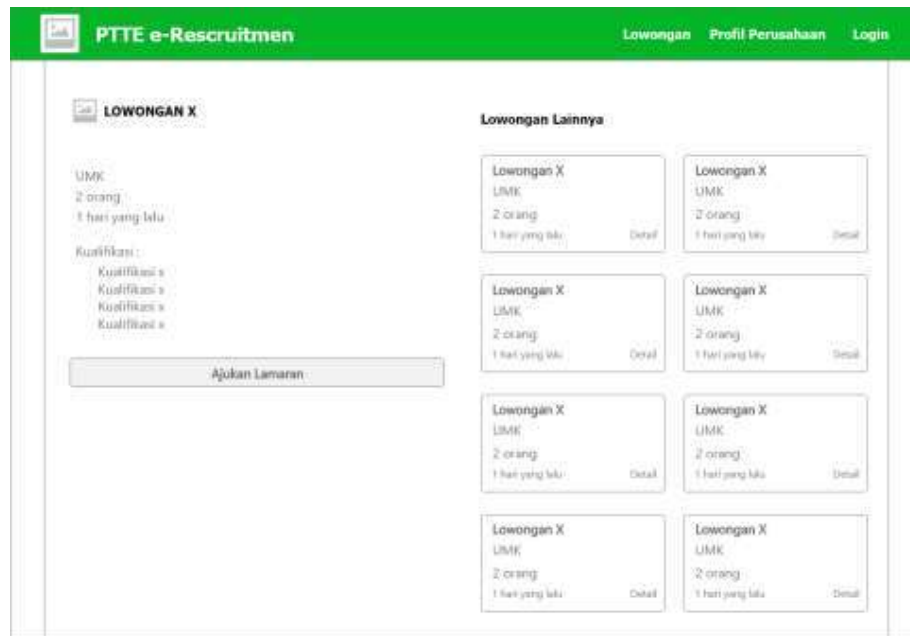 PTTE e-Rescruitmen
Lowongan Profil Perusahaan Login
LOWONGAN X
UMK
2 orang
1 hari yang lalu
Kualifikasi :
Kualifikasi x
Kualifikasi x
Kualifikasi x
Kualifikasi x
Ajukan Lamaran
Lowongan Lainnya
Lowongan X
UMK
2 orang
1 hari yang lalu Detail
Lowongan X
UMK
2 orang
1 hari yang lalu Detail
Lowongan X
UMK
2 orang
1 hari yang lalu Detail
Lowongan X
UMK
2 orang
1 hari yang lalu Detail
Lowongan X
UMK
2 orang
1 hari yang lalu Detail
Lowongan X
UMK
2 orang
1 hari yang lalu Detail
Lowongan X
UMK
2 orang
1 hari yang lalu Detail
Lowongan X
UMK
2 orang
1 hari yang lalu Detail